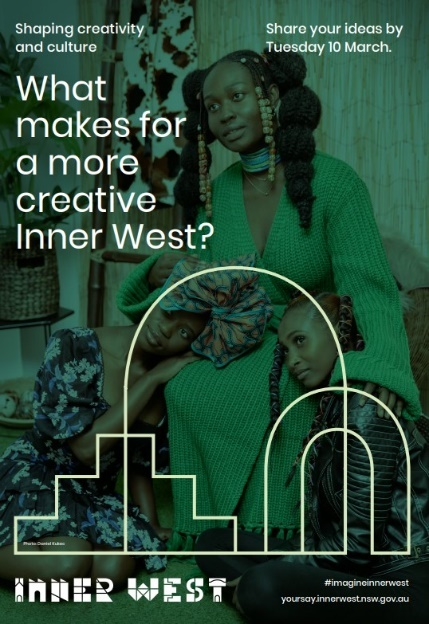 Shaping creativity
and culture
Share your ideas by
Tuesday 10 March.
What
makes for
a more
creative
Inner West?
Photo: Daniel Kukec
INNER WEST
#imagineinnerwest
yoursay.innerwest.nsw.gov.au